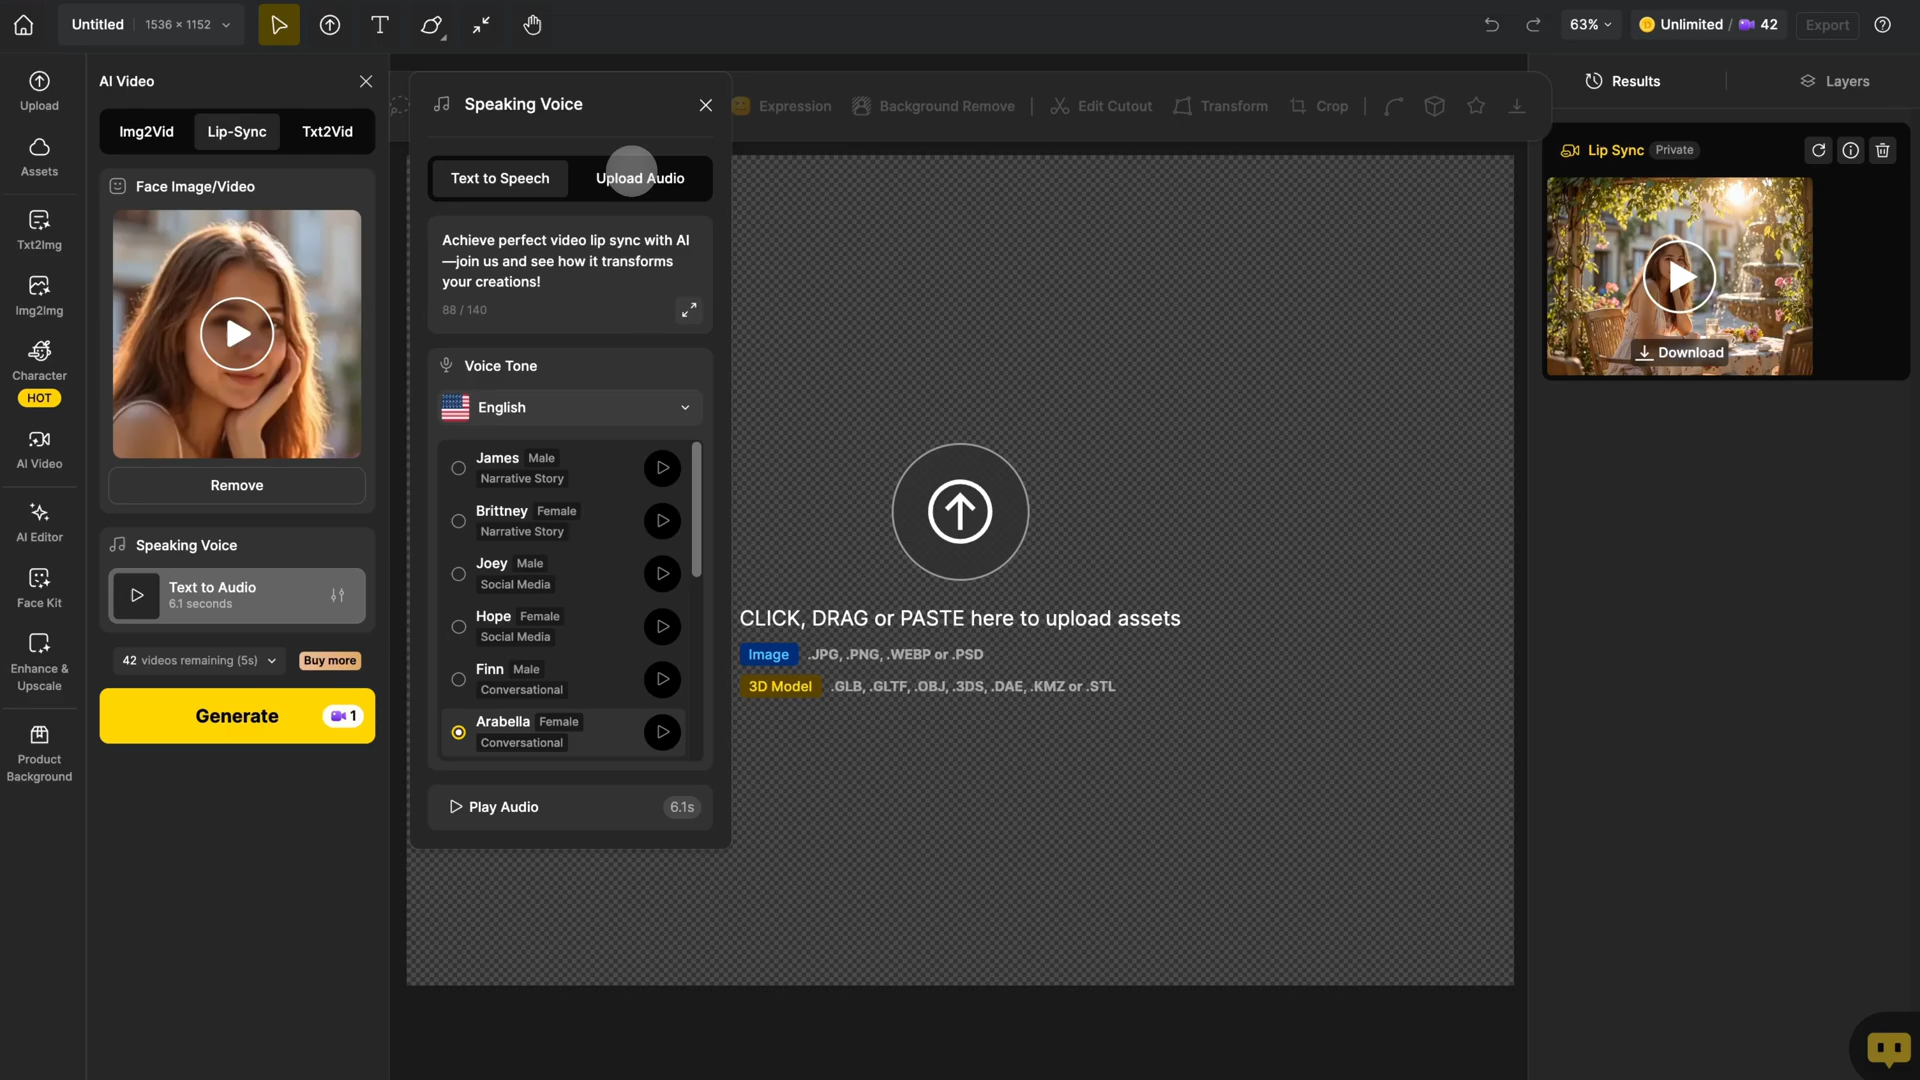 Untitled
1536 × 1152
63%
Unlimited / 42
Export
Upload
Assets
Txt2Img
Img2Img
Character
HOT
AI Video
AI Editor
Face Kit
Enhance &
Upscale
Product
Background
AI Video
Img2Vid
Lip-Sync
Txt2Vid
Face Image/Video
Remove
Speaking Voice
Text to Audio
6.1 seconds
42 videos remaining (5s)
Buy more
Generate
1
Speaking Voice
Text to Speech
Upload Audio
Achieve perfect video lip sync with AI
—join us and see how it transforms
your creations!
88 / 140
Voice Tone
English
James Male
Narrative Story
Brittney Female
Narrative Story
Joey Male
Social Media
Hope Female
Social Media
Finn Male
Conversational
Arabella Female
Conversational
Play Audio
6.1s
Expression
Background Remove
Edit Cutout
Transform
Crop
CLICK, DRAG or PASTE here to upload assets
Image .JPG, .PNG, .WEBP or .PSD
3D Model .GLB, .GLTF, .OBJ, .3DS, .DAE, .KMZ or .STL
Results
Layers
Lip Sync Private
Download